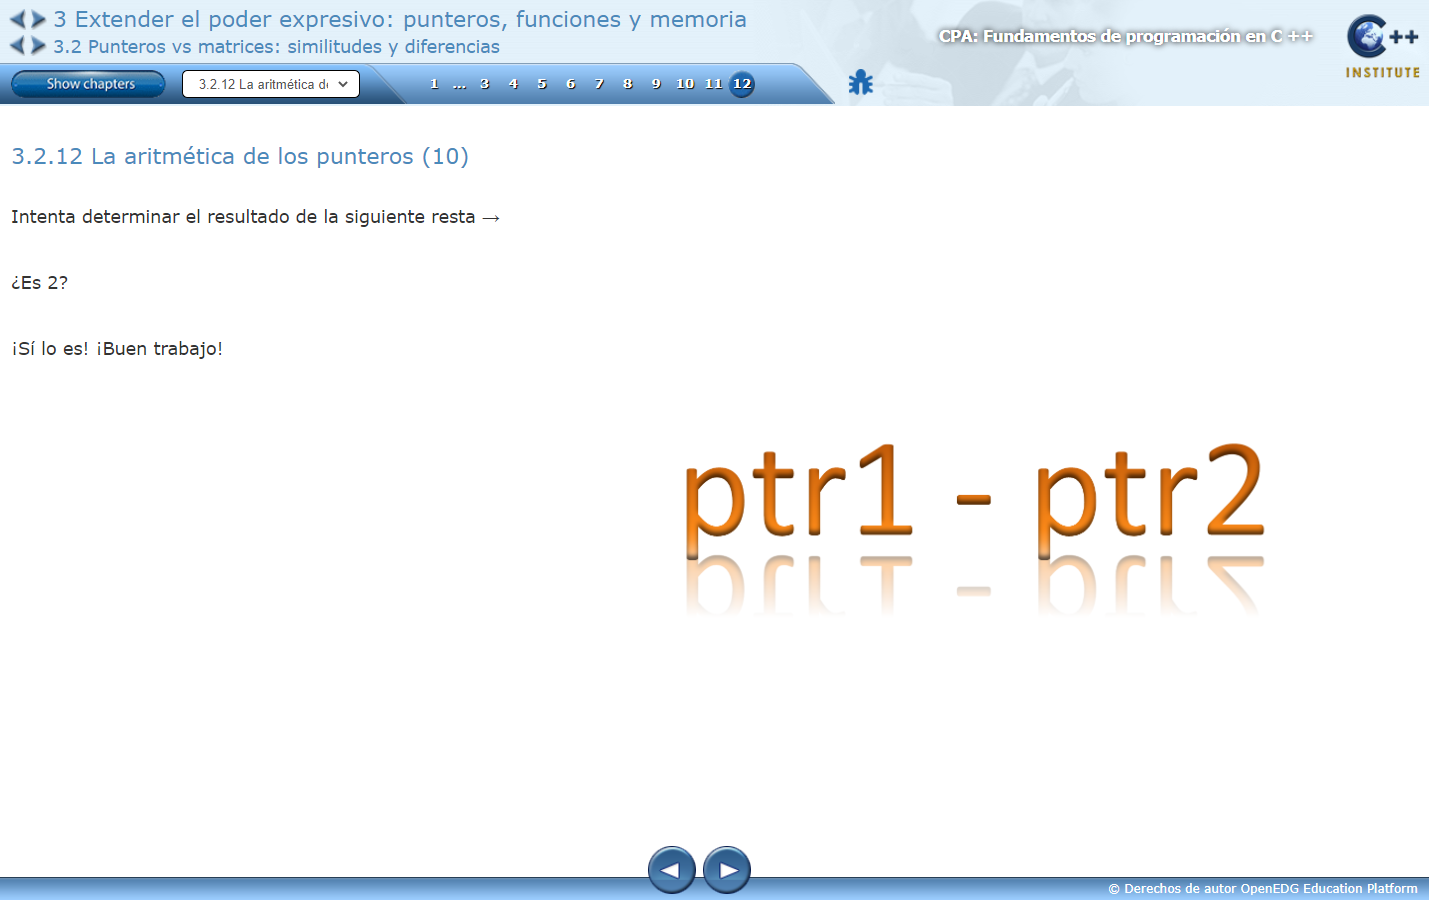 3 Extender el poder expresivo: punteros, funciones y memoria
3.2 Punteros vs matrices: similitudes y diferencias
CPA: Fundamentos de programación en C ++
C++
INSTITUTE
Show chapters
3.2.12 La aritmética d
1 ... 3 4 5 6 7 8 9 10 11 12
3.2.12 La aritmética de los punteros (10)
Intenta determinar el resultado de la siguiente resta →
¿Es 2?
¡Sí lo es! ¡Buen trabajo!
ptr1 - ptr2
© Derechos de autor OpenEDG Education Platform